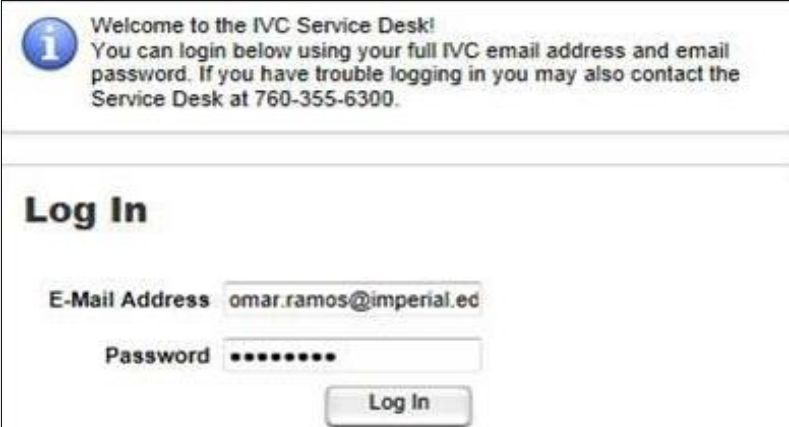 Welcome to the IVC Service Desk!
You can login below using your full IVC email address and email
password. If you have trouble logging in you may also contact the
Service Desk at 760-355-6300.
Log In
E-Mail Address omar.ramos@imperial.ed
Password ●●●●●●●●●
Log In